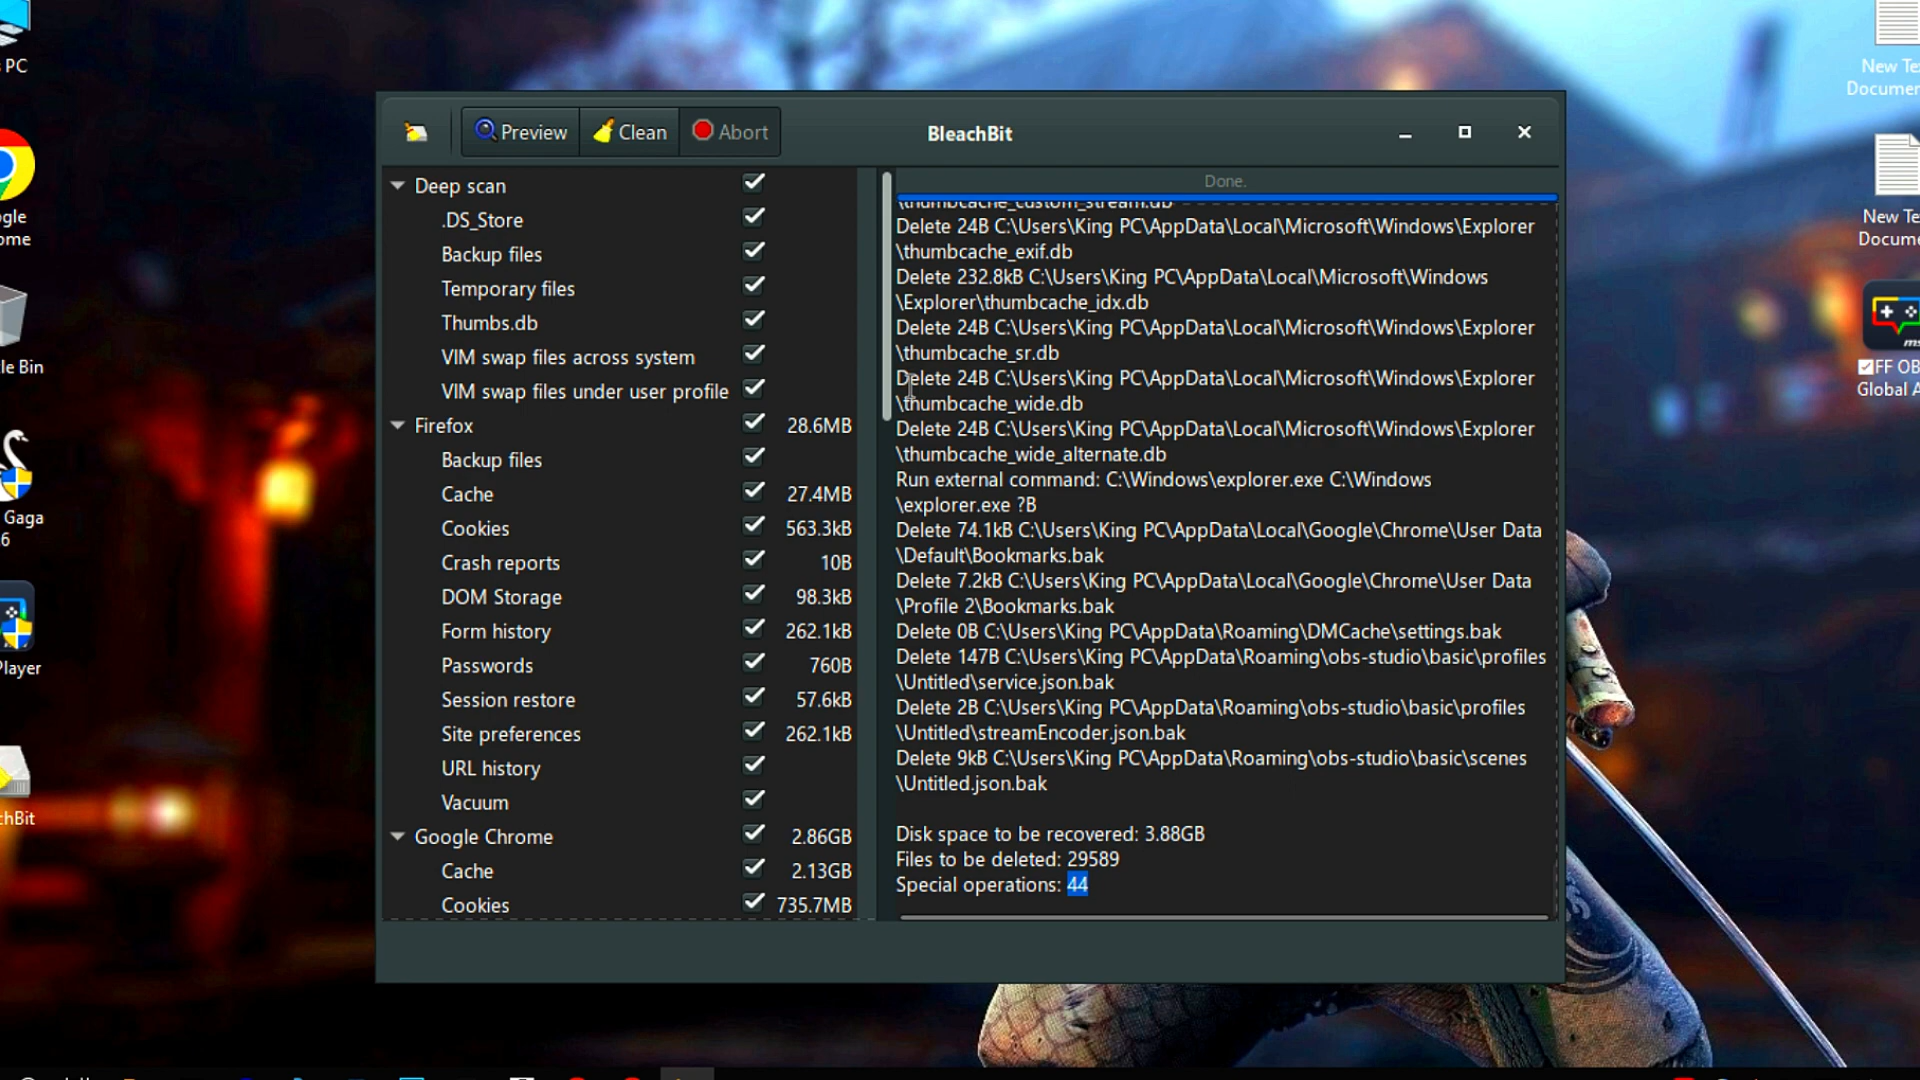 PC
gle
ome
le Bin
Gaga
6
Player
chBit
Preview
Clean
Abort
BleachBit
Deep scan
.DS_Store
Backup files
Temporary files
Thumbs.db
VIM swap files across system
VIM swap files under user profile
Firefox 28.6MB
Backup files
Cache 27.4MB
Cookies 563.3kB
Crash reports 10B
DOM Storage 98.3kB
Form history 262.1kB
Passwords 760B
Session restore 57.6kB
Site preferences 262.1kB
URL history
Vacuum
Google Chrome 2.86GB
Cache 2.13GB
Cookies 735.7MB
Done.
\thumbcache_custom_stream.db
Delete 24B C:\Users\King PC\AppData\Local\Microsoft\Windows\Explorer
\thumbcache_exif.db
Delete 232.8kB C:\Users\King PC\AppData\Local\Microsoft\Windows
\Explorer\thumbcache_idx.db
Delete 24B C:\Users\King PC\AppData\Local\Microsoft\Windows\Explorer
\thumbcache_sr.db
Delete 24B C:\Users\King PC\AppData\Local\Microsoft\Windows\Explorer
\thumbcache_wide.db
Delete 24B C:\Users\King PC\AppData\Local\Microsoft\Windows\Explorer
\thumbcache_wide_alternate.db
Run external command: C:\Windows\explorer.exe C:\Windows
\explorer.exe ?B
Delete 74.1kB C:\Users\King PC\AppData\Local\Google\Chrome\User Data
\Default\Bookmarks.bak
Delete 7.2kB C:\Users\King PC\AppData\Local\Google\Chrome\User Data
\Profile 2\Bookmarks.bak
Delete 0B C:\Users\King PC\AppData\Roaming\DMCache\settings.bak
Delete 147B C:\Users\King PC\AppData\Roaming\obs-studio\basic\profiles
\Untitled\service.json.bak
Delete 2B C:\Users\King PC\AppData\Roaming\obs-studio\basic\profiles
\Untitled\streamEncoder.json.bak
Delete 9kB C:\Users\King PC\AppData\Roaming\obs-studio\basic\scenes
\Untitled.json.bak
Disk space to be recovered: 3.88GB
Files to be deleted: 29589
Special operations: 44
New Te
Documen
New Te
Docume
ms
FF OB
Global A